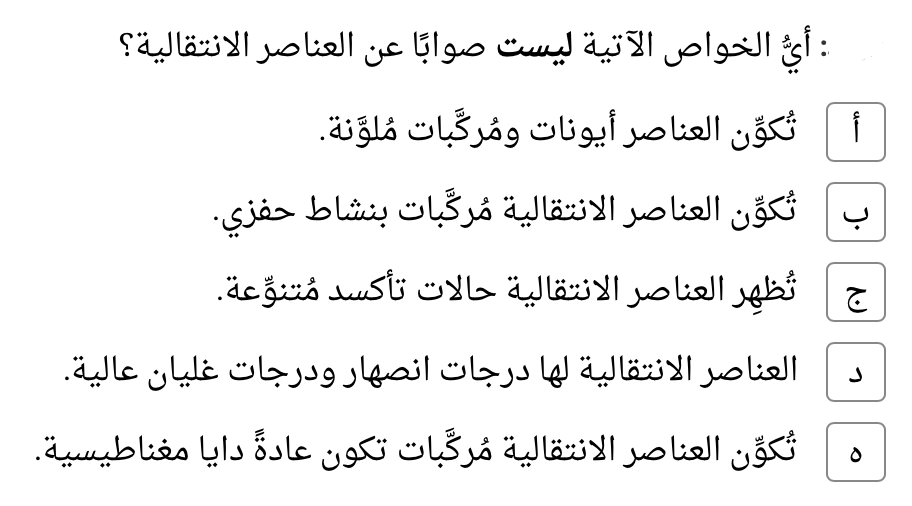 : أيُّ الخواص الآتية ليست صوابًا عن العناصر الانتقالية؟
أ تُكوِّن العناصر أيونات ومُركَّبات مُلوَّنة.
ب تُكوِّن العناصر الانتقالية مُركَّبات بنشاط حفزي.
ج تُظهِر العناصر الانتقالية حالات تأكسد مُتنوِّعة.
د العناصر الانتقالية لها درجات انصهار ودرجات غليان عالية.
ه تُكوِّن العناصر الانتقالية مُركَّبات تكون عادةً دايا مغناطيسية.